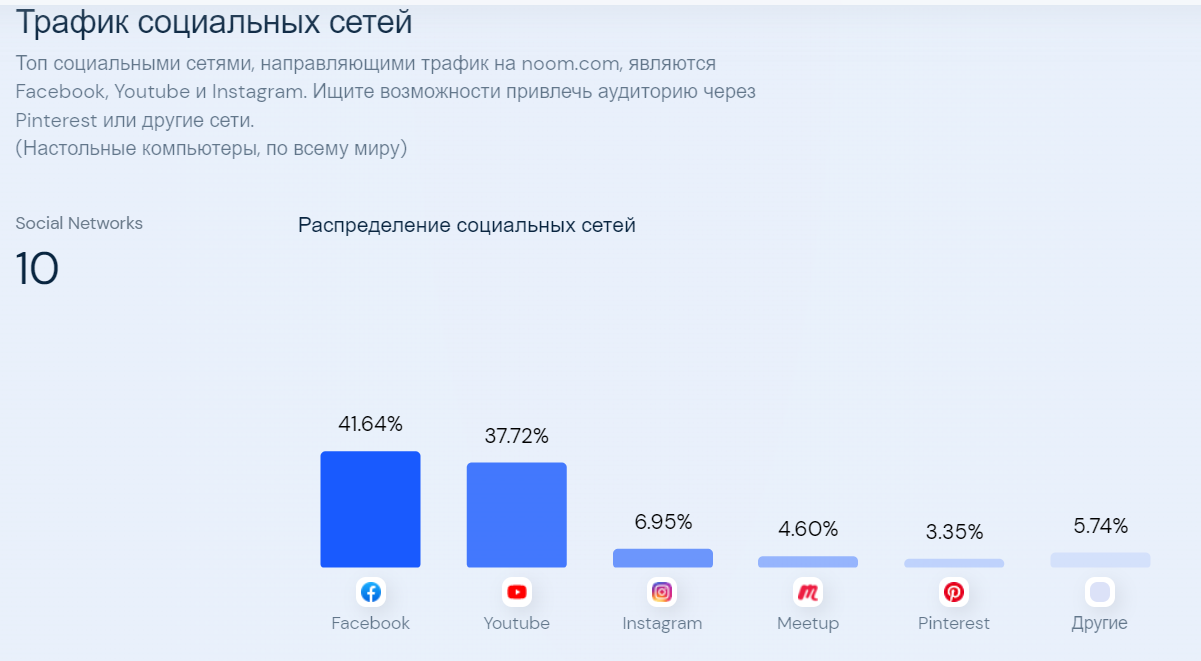 Трафик социальных сетей
Топ социальными сетями, направляющими трафик на noom.com, являются
Facebook, Youtube и Instagram. Ищите возможности привлечь аудиторию через
Pinterest или другие сети.
(Настольные компьютеры, по всему миру)
Social Networks
10
Распределение социальных сетей
41.64%
37.72%
6.95%
4.60%
3.35%
5.74%
Facebook
Youtube
Instagram
Meetup
Pinterest
Другие